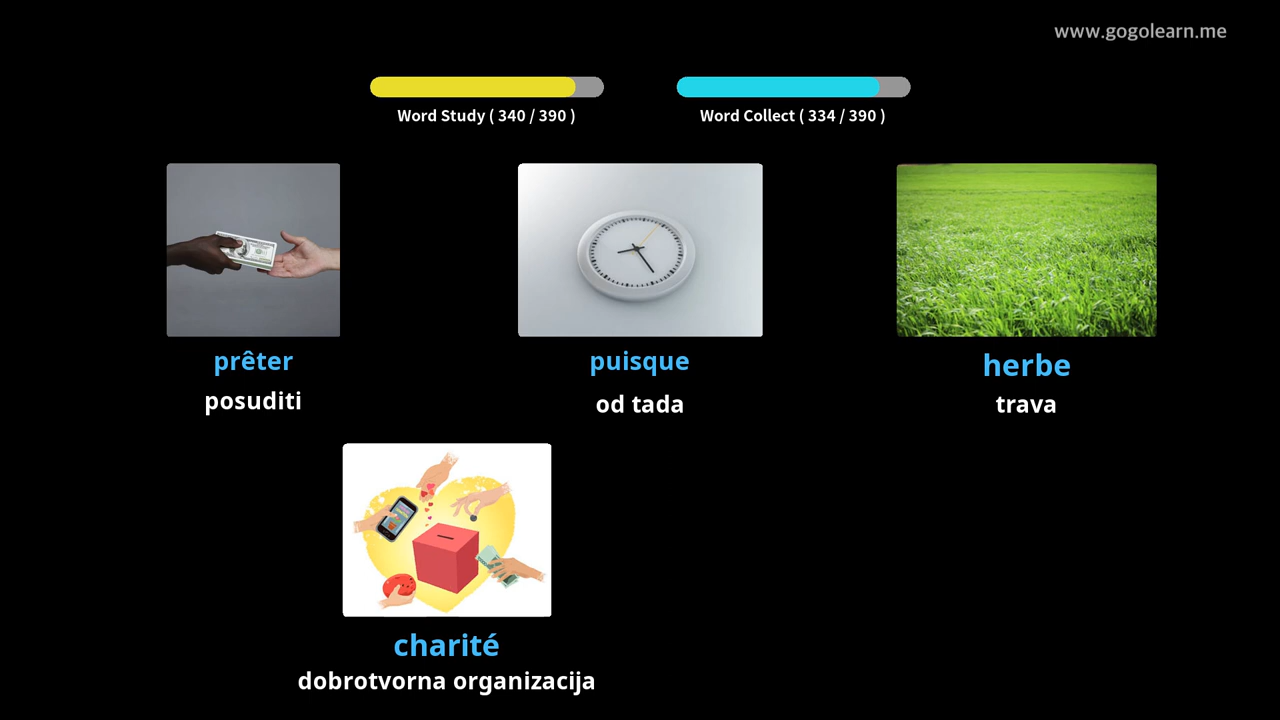 www.gogolearn.me
Word Study ( 340 / 390 )
Word Collect ( 334 / 390 )
prêter
puisque
herbe
posuditi
od tada
trava
charité
dobrotvorna organizacija